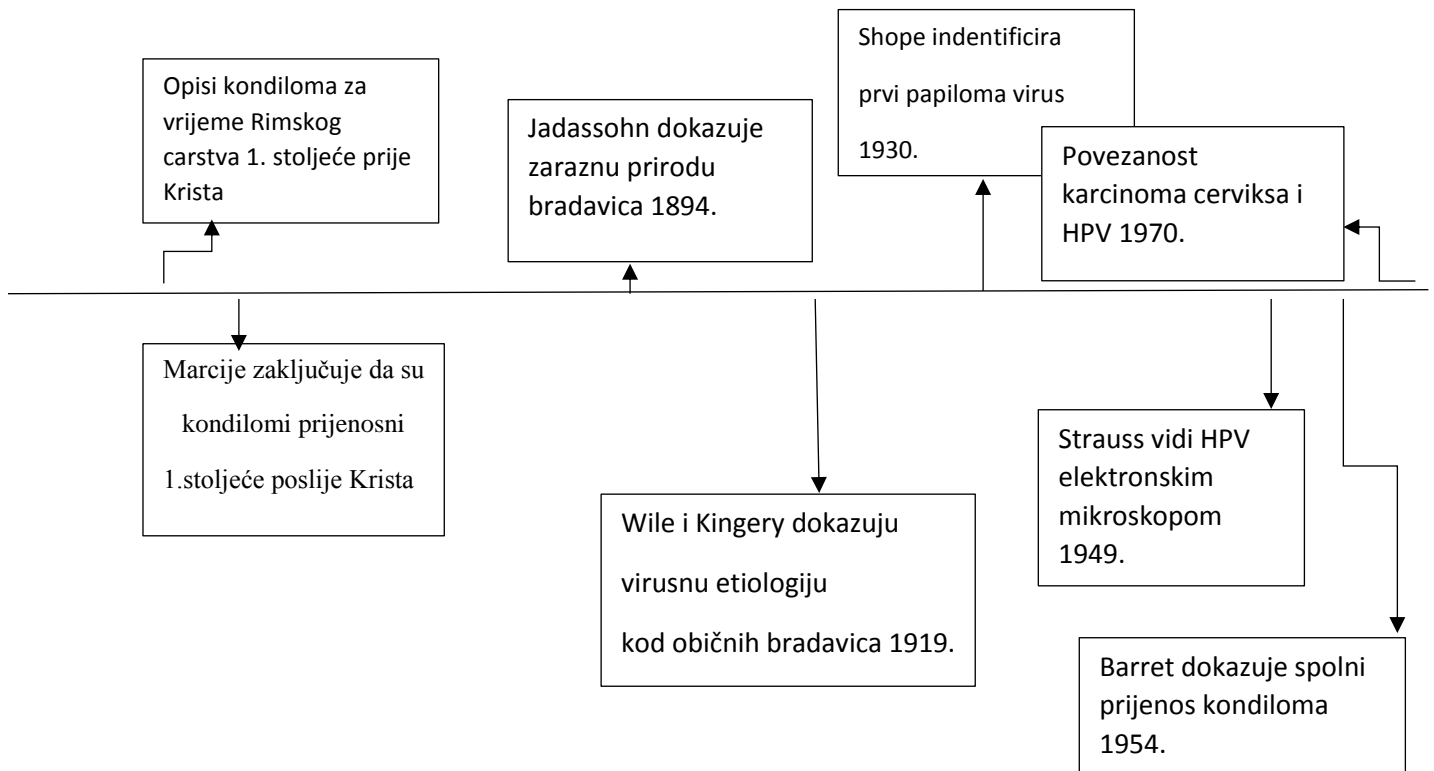 Opisi kondiloma za
vrijeme Rimskog
carstva 1. stoljeće prije
Krista
Marcije zaključuje da su
kondilomi prijenosni
1.stoljeće poslije Krista
Jadassohn dokazuje
zaraznu prirodu
bradavica 1894.
Wile i Kingery dokazuju
virusnu etiologiju
kod običnih bradavica 1919.
Shope indentificira
prvi papiloma virus
1930.
Povezanost
karcinoma cerviksa i
HPV 1970.
Strauss vidi HPV
elektronskim
mikroskopom
1949.
Barret dokazuje spolni
prijenos kondiloma
1954.